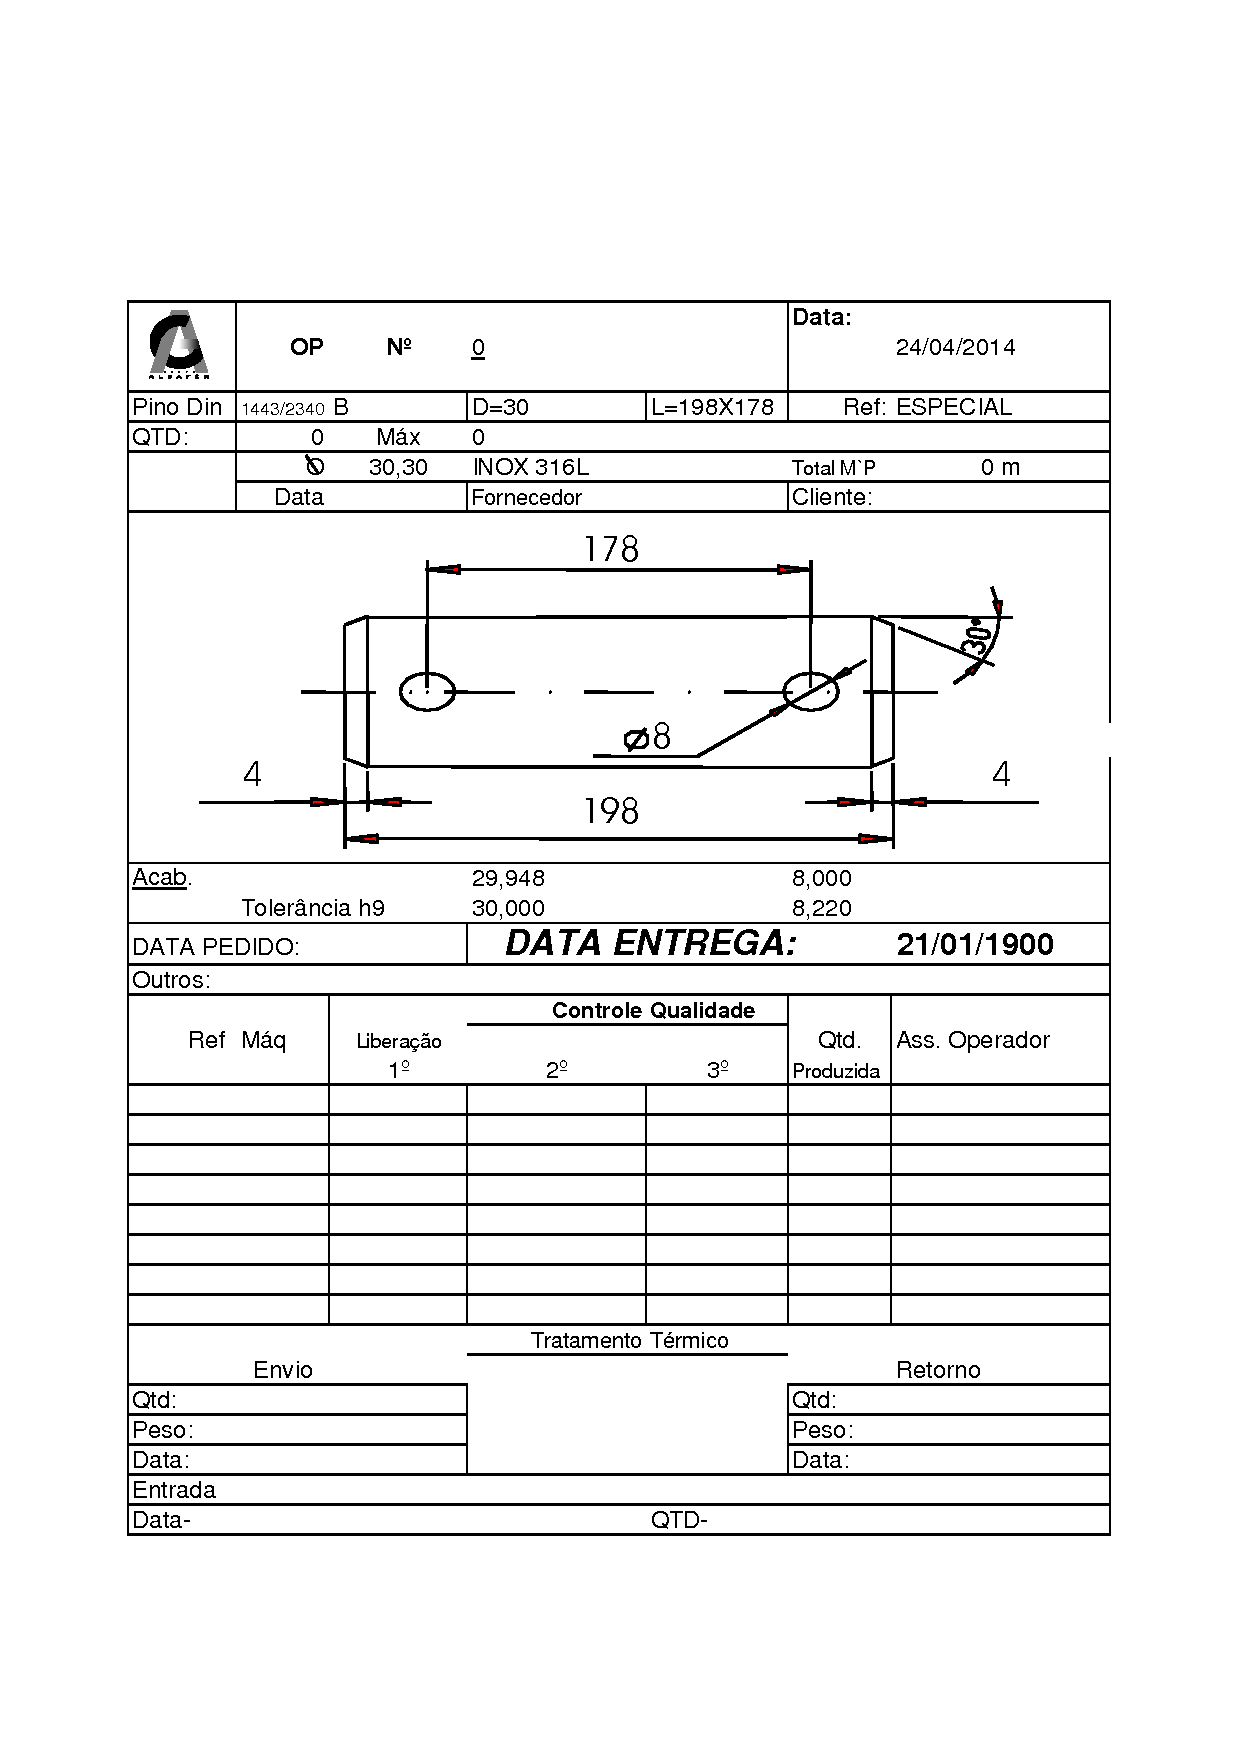 Data:
OP Nº 0 24/04/2014
Pino Din 1443/2340 B D=30 L=198X178 Ref: ESPECIAL
QTD: 0 Máx 0
Ø 30,30 INOX 316L Total M`P 0 m
Data Fornecedor Cliente:
178
30°
ø8
4 4
198
Acab. 29,948 8,000
Tolerância h9 30,000 8,220
DATA PEDIDO: DATA ENTREGA: 21/01/1900
Outros:
Controle Qualidade
Ref Máq Liberação Qtd. Ass. Operador
1º 2º 3º Produzida
Tratamento Térmico
Envio Retorno
Qtd: Qtd:
Peso: Peso:
Data: Data:
Entrada
Data- QTD-